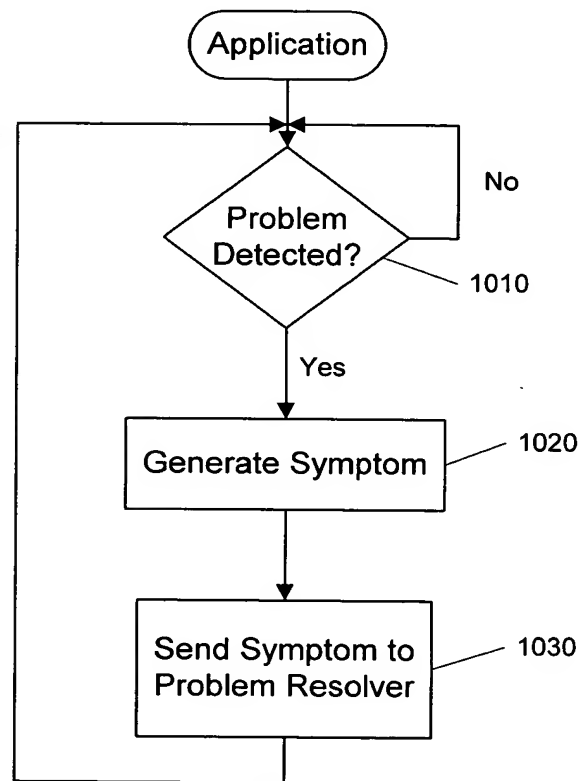 Application
No
Problem
Detected?
1010
Yes
Generate Symptom
1020
Send Symptom to
Problem Resolver
1030